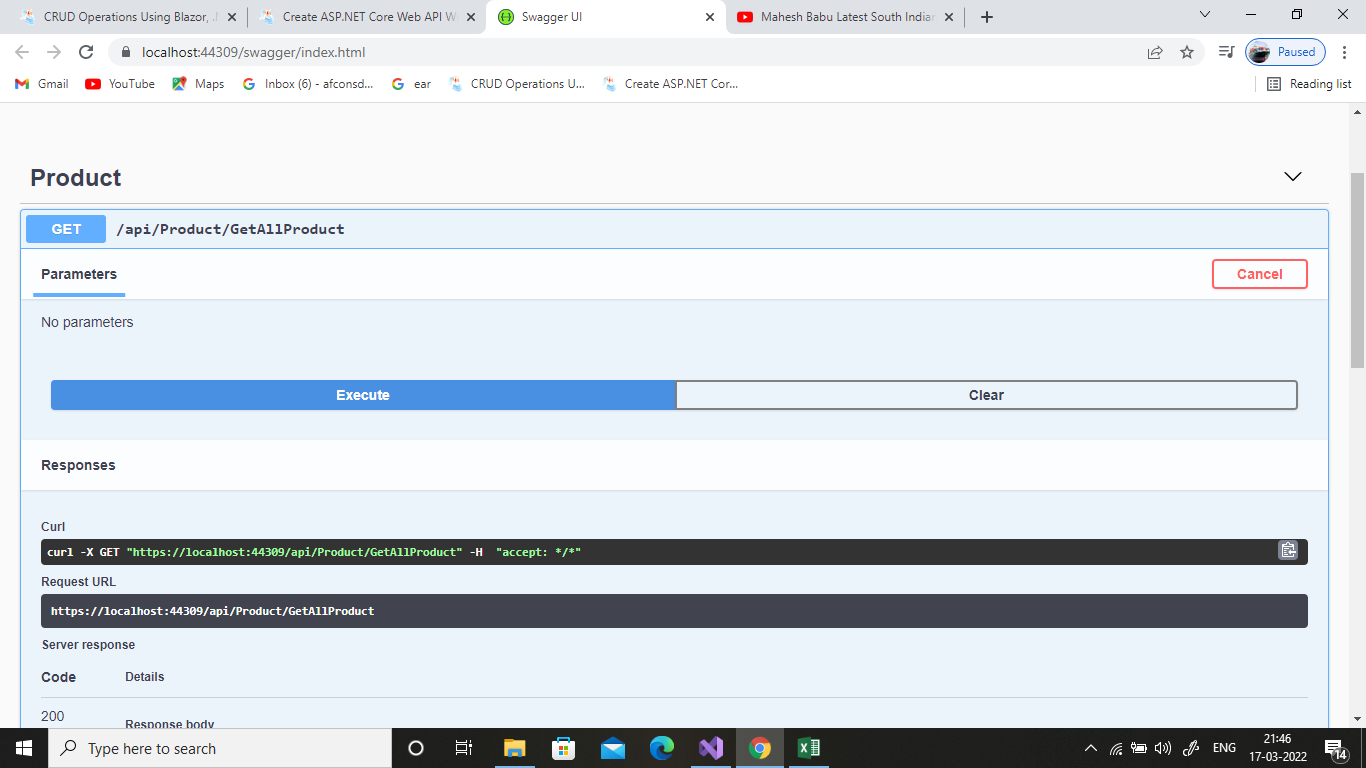 CRUD Operations Using Blazor, .N
Create ASP.NET Core Web API W
Swagger UI
Mahesh Babu Latest South Indian
localhost:44309/swagger/index.html
Paused
Gmail
YouTube
Maps
Inbox (6) - afconsd...
ear
CRUD Operations U...
Create ASP.NET Cor...
Reading list
Product
GET /api/Product/GetAllProduct
Parameters
Cancel
No parameters
Execute
Clear
Responses
Curl
curl -X GET "https://localhost:44309/api/Product/GetAllProduct" -H  "accept: */*"
Request URL
https://localhost:44309/api/Product/GetAllProduct
Server response
Code
Details
200
Response body
Type here to search
ENG
21:46
17-03-2022
14